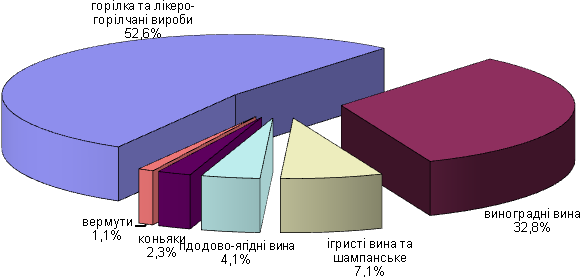 горілка та лікеро-
горілчані вироби
52,6%
виноградні вина
32,8%
ігристі вина та
шампанське
7,1%
плодово-ягідні вина
4,1%
коньяки
2,3%
вермути
1,1%